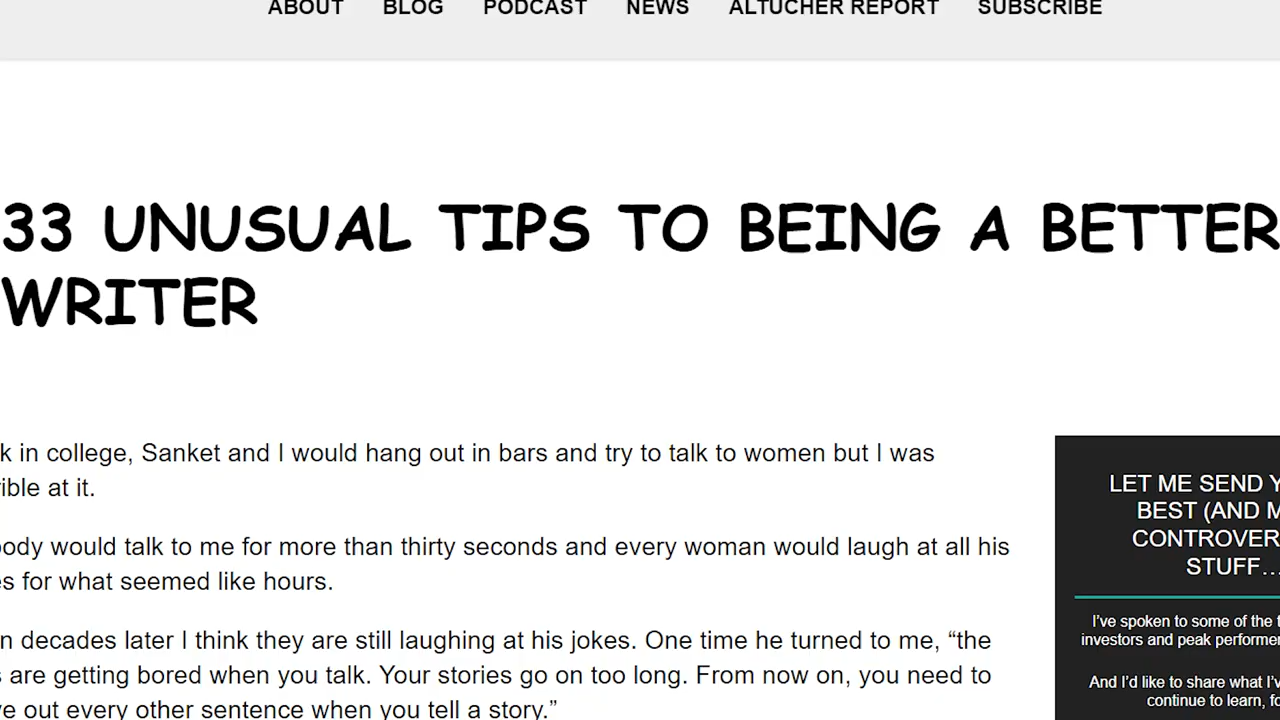 ABOUT BLOG PODCAST NEWS ALTUCHER REPORT SUBSCRIBE
33 UNUSUAL TIPS TO BEING A BETTER
WRITER
k in college, Sanket and I would hang out in bars and try to talk to women but I was
ible at it.
ody would talk to me for more than thirty seconds and every woman would laugh at all his
es for what seemed like hours.
n decades later I think they are still laughing at his jokes. One time he turned to me, “the
s are getting bored when you talk. Your stories go on too long. From now on, you need to
ve out every other sentence when you tell a story.”
LET ME SEND Y
BEST (AND M
CONTROVER
STUFF…
I’ve spoken to some of the t
investors and peak performe
And I’d like to share what I’v
continue to learn, fo